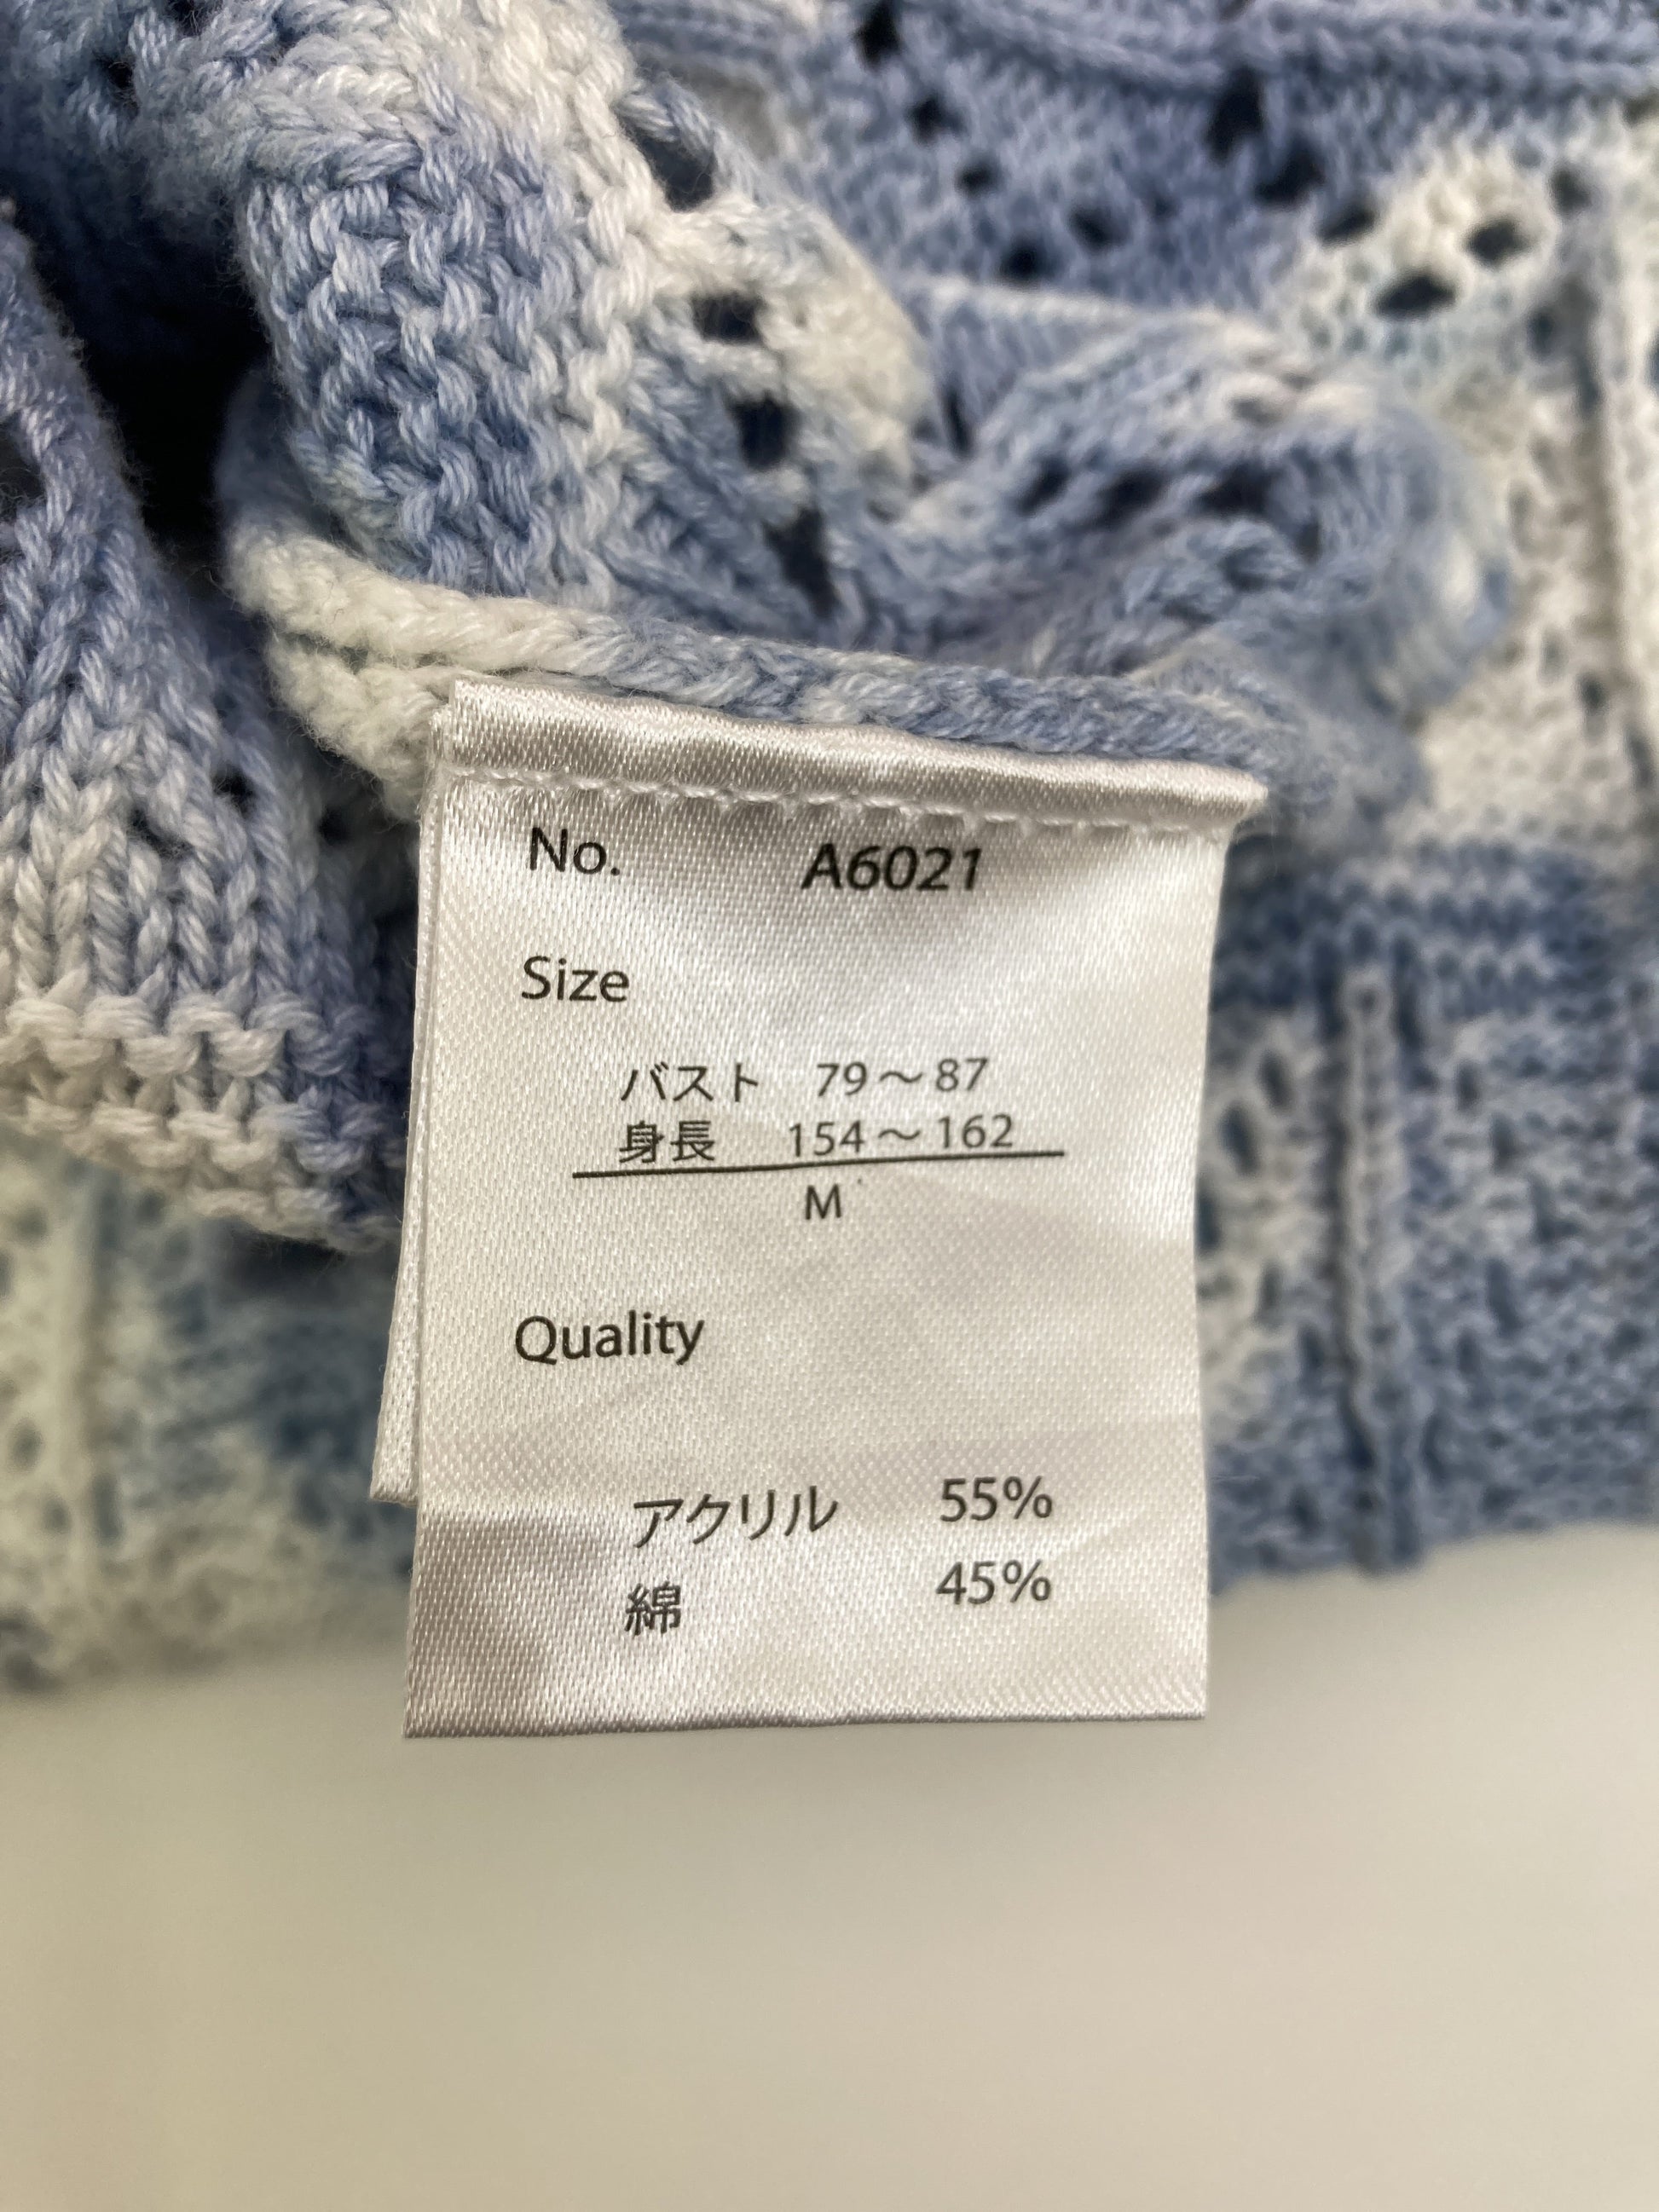 No. A6021
Size
バスト 79～87
身長 154～162
M
Quality
アクリル 55%
綿 45%